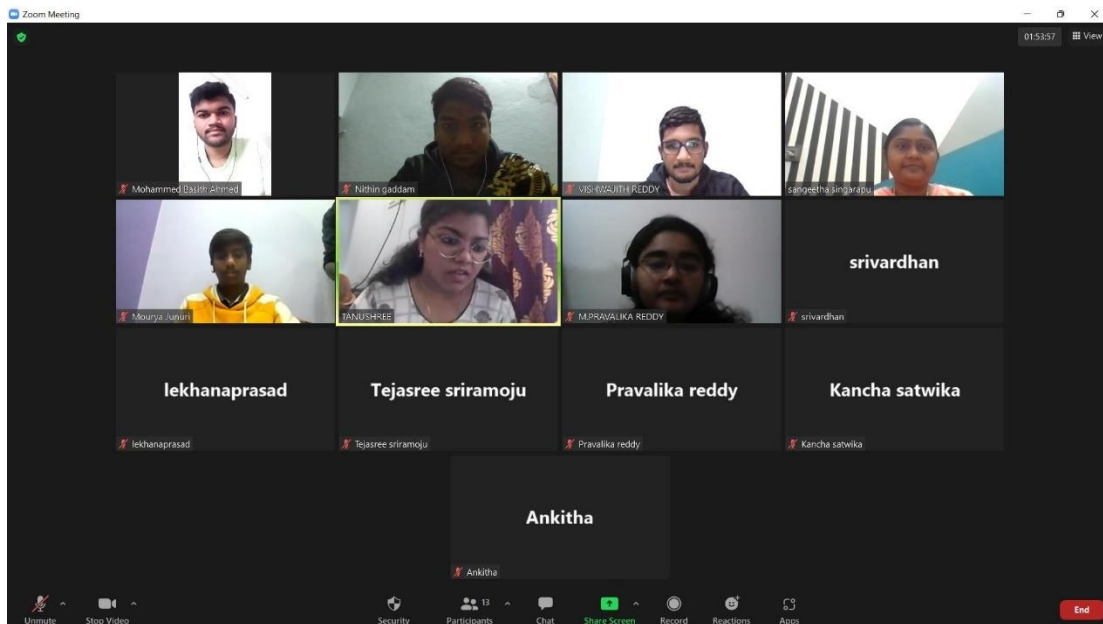 Zoom Meeting
01:53:57 View
Mohammed Basith Ahmed
Nithin gaddam
VISHWAJITH REDDY
sangeetha singarapu
Mourya Junuri
TANUSHREE
M.PRAVALIKA REDDY
srivardhan
srivardhan
lekhanaprasad
lekhanaprasad
Tejasree sriramoju
Tejasree sriramoju
Pravalika reddy
Pravalika reddy
Kancha satwika
Kancha satwika
Ankitha
Ankitha
Unmute
Stop Video
Security
13
Participants
Chat
Share Screen
Record
Reactions
Apps
End